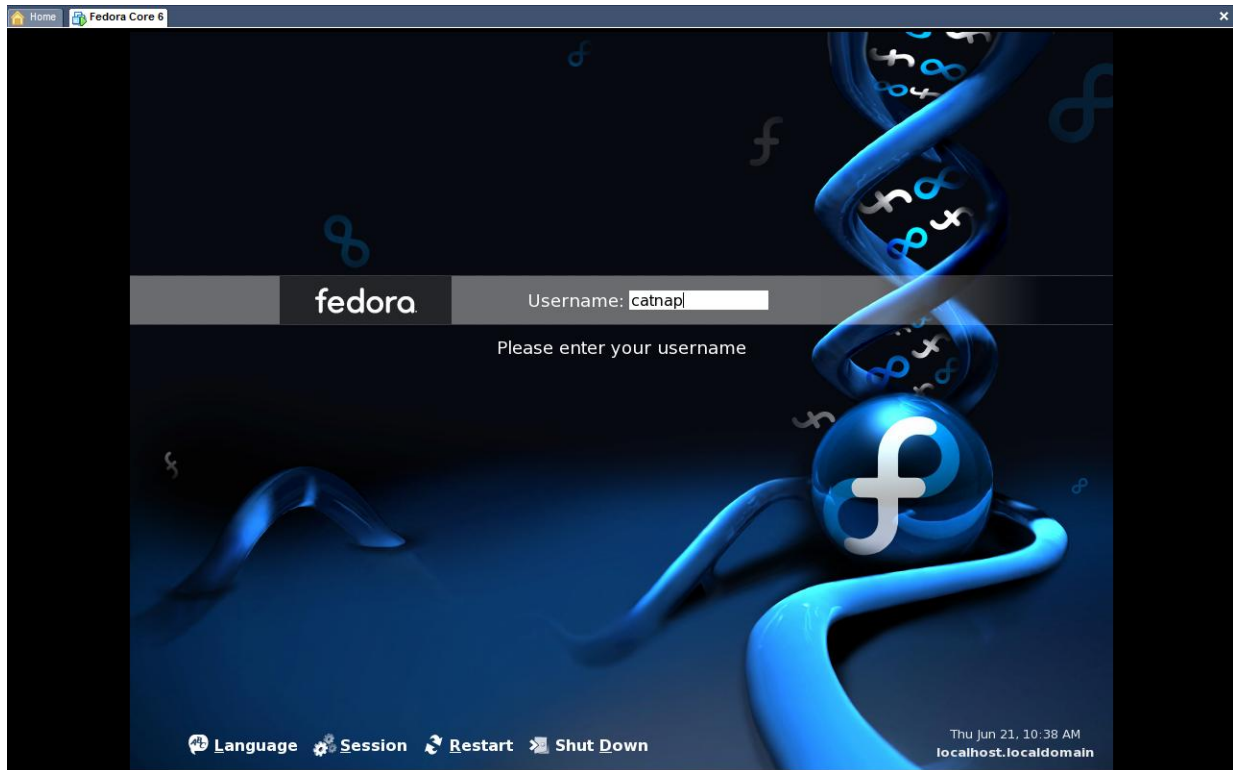 Home Fedora Core 6
fedora
Username: catnap
Please enter your username
Language Session Restart Shut Down
Thu Jun 21, 10:38 AM
localhost.localdomain